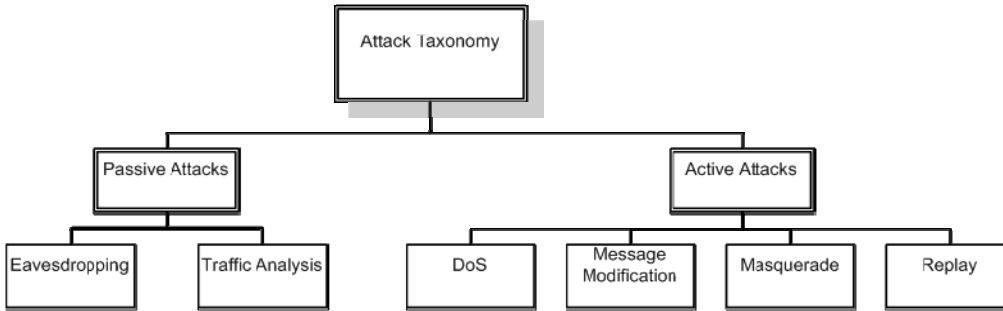 Attack Taxonomy
Passive Attacks
Active Attacks
Eavesdropping
Traffic Analysis
DoS
Message
Modification
Masquerade
Replay